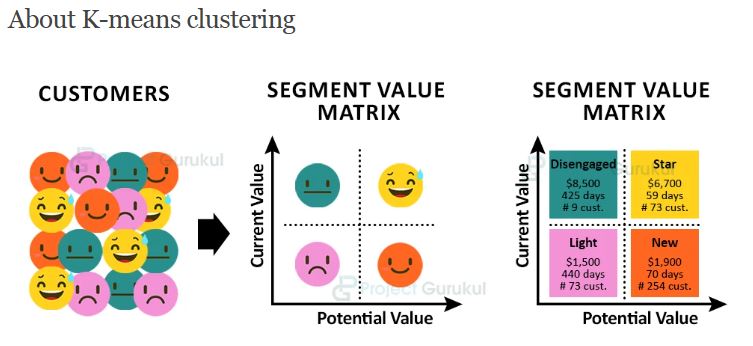 About K-means clustering
CUSTOMERS
SEGMENT VALUE
MATRIX
Current Value
Potential Value
SEGMENT VALUE
MATRIX
Current Value
Disengaged
$8,500
425 days
# 9 cust.
Star
$6,700
59 days
# 73 cust.
Light
$1,500
440 days
# 73 cust.
New
$1,900
70 days
# 254 cust.
Potential Value
Gurukul
Project Gurukul